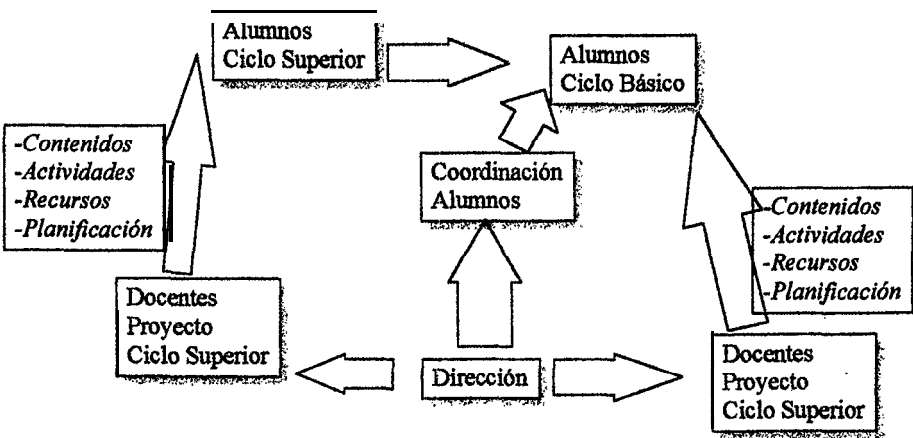 Alumnos
Ciclo Superior
Alumnos
Ciclo Básico
-Contenidos
-Actividades
-Recursos
-Planificación
Coordinación
Alumnos
-Contenidos
-Actividades
-Recursos
-Planificación
Docentes
Proyecto
Ciclo Superior
Dirección
Docentes
Proyecto
Ciclo Superior